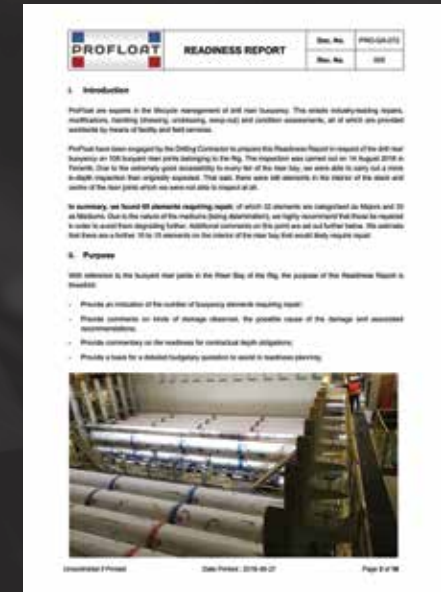 PROFLOAT
READINESS REPORT
Doc. No. PRO-QA-
Rev. No.
i. Introduction
ProFloat are experts in the lifecycle management of drill riser buoyancy. This entails industry-leading repairs,
modifications, handling (dressing, undressing, swap-out) and condition assessments, all of which are provided
worldwide by means of facility and field services.
ProFloat have been engaged by the Drilling Contractor to prepare this Readiness Report in respect of the drill riser
buoyancy on 108 buoyant riser joints belonging to the Rig. The inspection was carried out on 14 August 2018 in
Due to the extremely good accessibility to every tier of the riser bay, we were able to carry out a more
in-depth inspection than originally expected. That said, there were still elements in the interior of the stack and
centre of the riser joints which we were not able to inspect at all.
In summary, we found elements requiring repair, of which elements are categorised as Majors and
as Mediums. Due to the nature of the mediums (being delamination), we highly recommend that these be repaired
in order to avoid them degrading further. Additional comments on this point are set out further below. We estimate
that there are a further to elements on the interior of the riser bay that would likely require repair.
ii. Purpose
With reference to the buoyant riser joints in the Riser Bay of the Rig, the purpose of this Readiness Report is
- Provide an indication of the number of buoyancy elements requiring repair;
- Provide comments on kinds of damage observed, the possible cause of the damage and associated
recommendations;
- Provide commentary on the readiness for contractual depth obligations;
- Provide a basis for a detailed budgetary quotation to assist in readiness planning.
Uncontrolled if Printed
Date Printed: 2018-08-27
Page 2 of